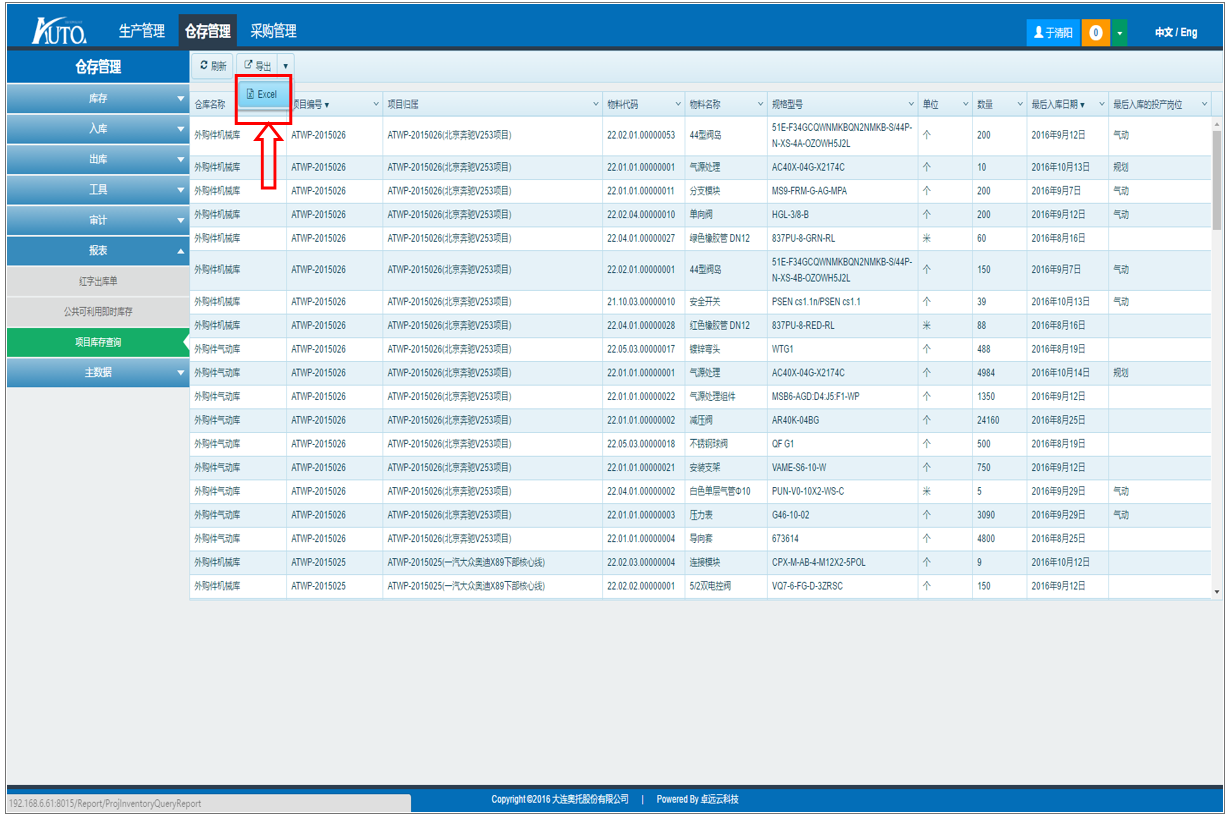 AUTO. 生产管理 仓存管理 采购管理 于清阳 0 中文 / Eng
仓存管理 刷新 导出
Excel
库存
入库
出库
工具
审计
报表
红字出库单
公共可利用即时库存
项目库存查询
主数据
仓库名称 项目编号 项目归属 物料代码 物料名称 规格型号 单位 数量 最后入库日期 最后入库的投产岗位
外购件机械库 ATWP-2015026 ATWP-2015026(北京奔驰V253项目) 22.02.01.00000053 44型阀岛 51E-F34GCQWNMKBQN2NMKB-S/44P-N-XS-4A-OZOWH5J2L 个 200 2016年9月12日 气动
外购件机械库 ATWP-2015026 ATWP-2015026(北京奔驰V253项目) 22.01.01.00000001 气源处理 AC40X-04G-X2174C 个 10 2016年10月13日 规划
外购件机械库 ATWP-2015026 ATWP-2015026(北京奔驰V253项目) 22.01.01.00000011 分支模块 MS9-FRM-G-AG-MPA 个 200 2016年9月7日 气动
外购件机械库 ATWP-2015026 ATWP-2015026(北京奔驰V253项目) 22.02.04.00000010 单向阀 HGL-3/8-B 个 200 2016年9月12日 气动
外购件机械库 ATWP-2015026 ATWP-2015026(北京奔驰V253项目) 22.04.01.00000027 绿色橡胶管 DN12 837PU-8-GRN-RL 米 60 2016年8月16日
外购件机械库 ATWP-2015026 ATWP-2015026(北京奔驰V253项目) 22.02.01.00000001 44型阀岛 51E-F34GCQWNMKBQN2NMKB-S/44P-N-XS-4B-OZOWH5J2L 个 150 2016年9月7日 气动
外购件机械库 ATWP-2015026 ATWP-2015026(北京奔驰V253项目) 21.10.03.00000010 安全开关 PSEN cs1.1n/PSEN cs1.1 个 39 2016年10月13日 气动
外购件机械库 ATWP-2015026 ATWP-2015026(北京奔驰V253项目) 22.04.01.00000028 红色橡胶管 DN12 837PU-8-RED-RL 米 88 2016年8月16日
外购件气动库 ATWP-2015026 ATWP-2015026(北京奔驰V253项目) 22.05.03.00000017 镀锌弯头 WTG1 个 488 2016年8月19日
外购件气动库 ATWP-2015026 ATWP-2015026(北京奔驰V253项目) 22.01.01.00000001 气源处理 AC40X-04G-X2174C 个 4984 2016年10月14日 规划
外购件气动库 ATWP-2015026 ATWP-2015026(北京奔驰V253项目) 22.01.01.00000022 气源处理组件 MSB6-AGD:D4:J5:F1-WP 个 1350 2016年9月12日
外购件气动库 ATWP-2015026 ATWP-2015026(北京奔驰V253项目) 22.01.01.00000002 减压阀 AR40K-04BG 个 24160 2016年8月25日
外购件气动库 ATWP-2015026 ATWP-2015026(北京奔驰V253项目) 22.05.03.00000018 不锈钢球阀 QF G1 个 500 2016年8月19日
外购件气动库 ATWP-2015026 ATWP-2015026(北京奔驰V253项目) 22.01.01.00000021 安装支架 VAME-S6-10-W 个 750 2016年9月12日
外购件气动库 ATWP-2015026 ATWP-2015026(北京奔驰V253项目) 22.04.01.00000002 白色单层气管Φ10 PUN-V0-10X2-WS-C 米 5 2016年9月29日 气动
外购件气动库 ATWP-2015026 ATWP-2015026(北京奔驰V253项目) 22.01.01.00000003 压力表 G46-10-02 个 3090 2016年9月29日 气动
外购件气动库 ATWP-2015026 ATWP-2015026(北京奔驰V253项目) 22.01.01.00000004 导向套 673614 个 4800 2016年8月25日
外购件机械库 ATWP-2015025 ATWP-2015025(一汽大众奥迪X89下部核心线) 22.02.03.00000004 连接模块 CPX-M-AB-4-M12X2-5POL 个 9 2016年10月12日
外购件机械库 ATWP-2015025 ATWP-2015025(一汽大众奥迪X89下部核心线) 22.02.02.00000001 5/2双电控阀 VQ7-6-FG-D-3ZRSC 个 150 2016年9月12日
192.168.6.61:8015/Report/ProjInventoryQueryReport Copyright ©2016 大连奥托股份有限公司 | Powered By 卓远云科技